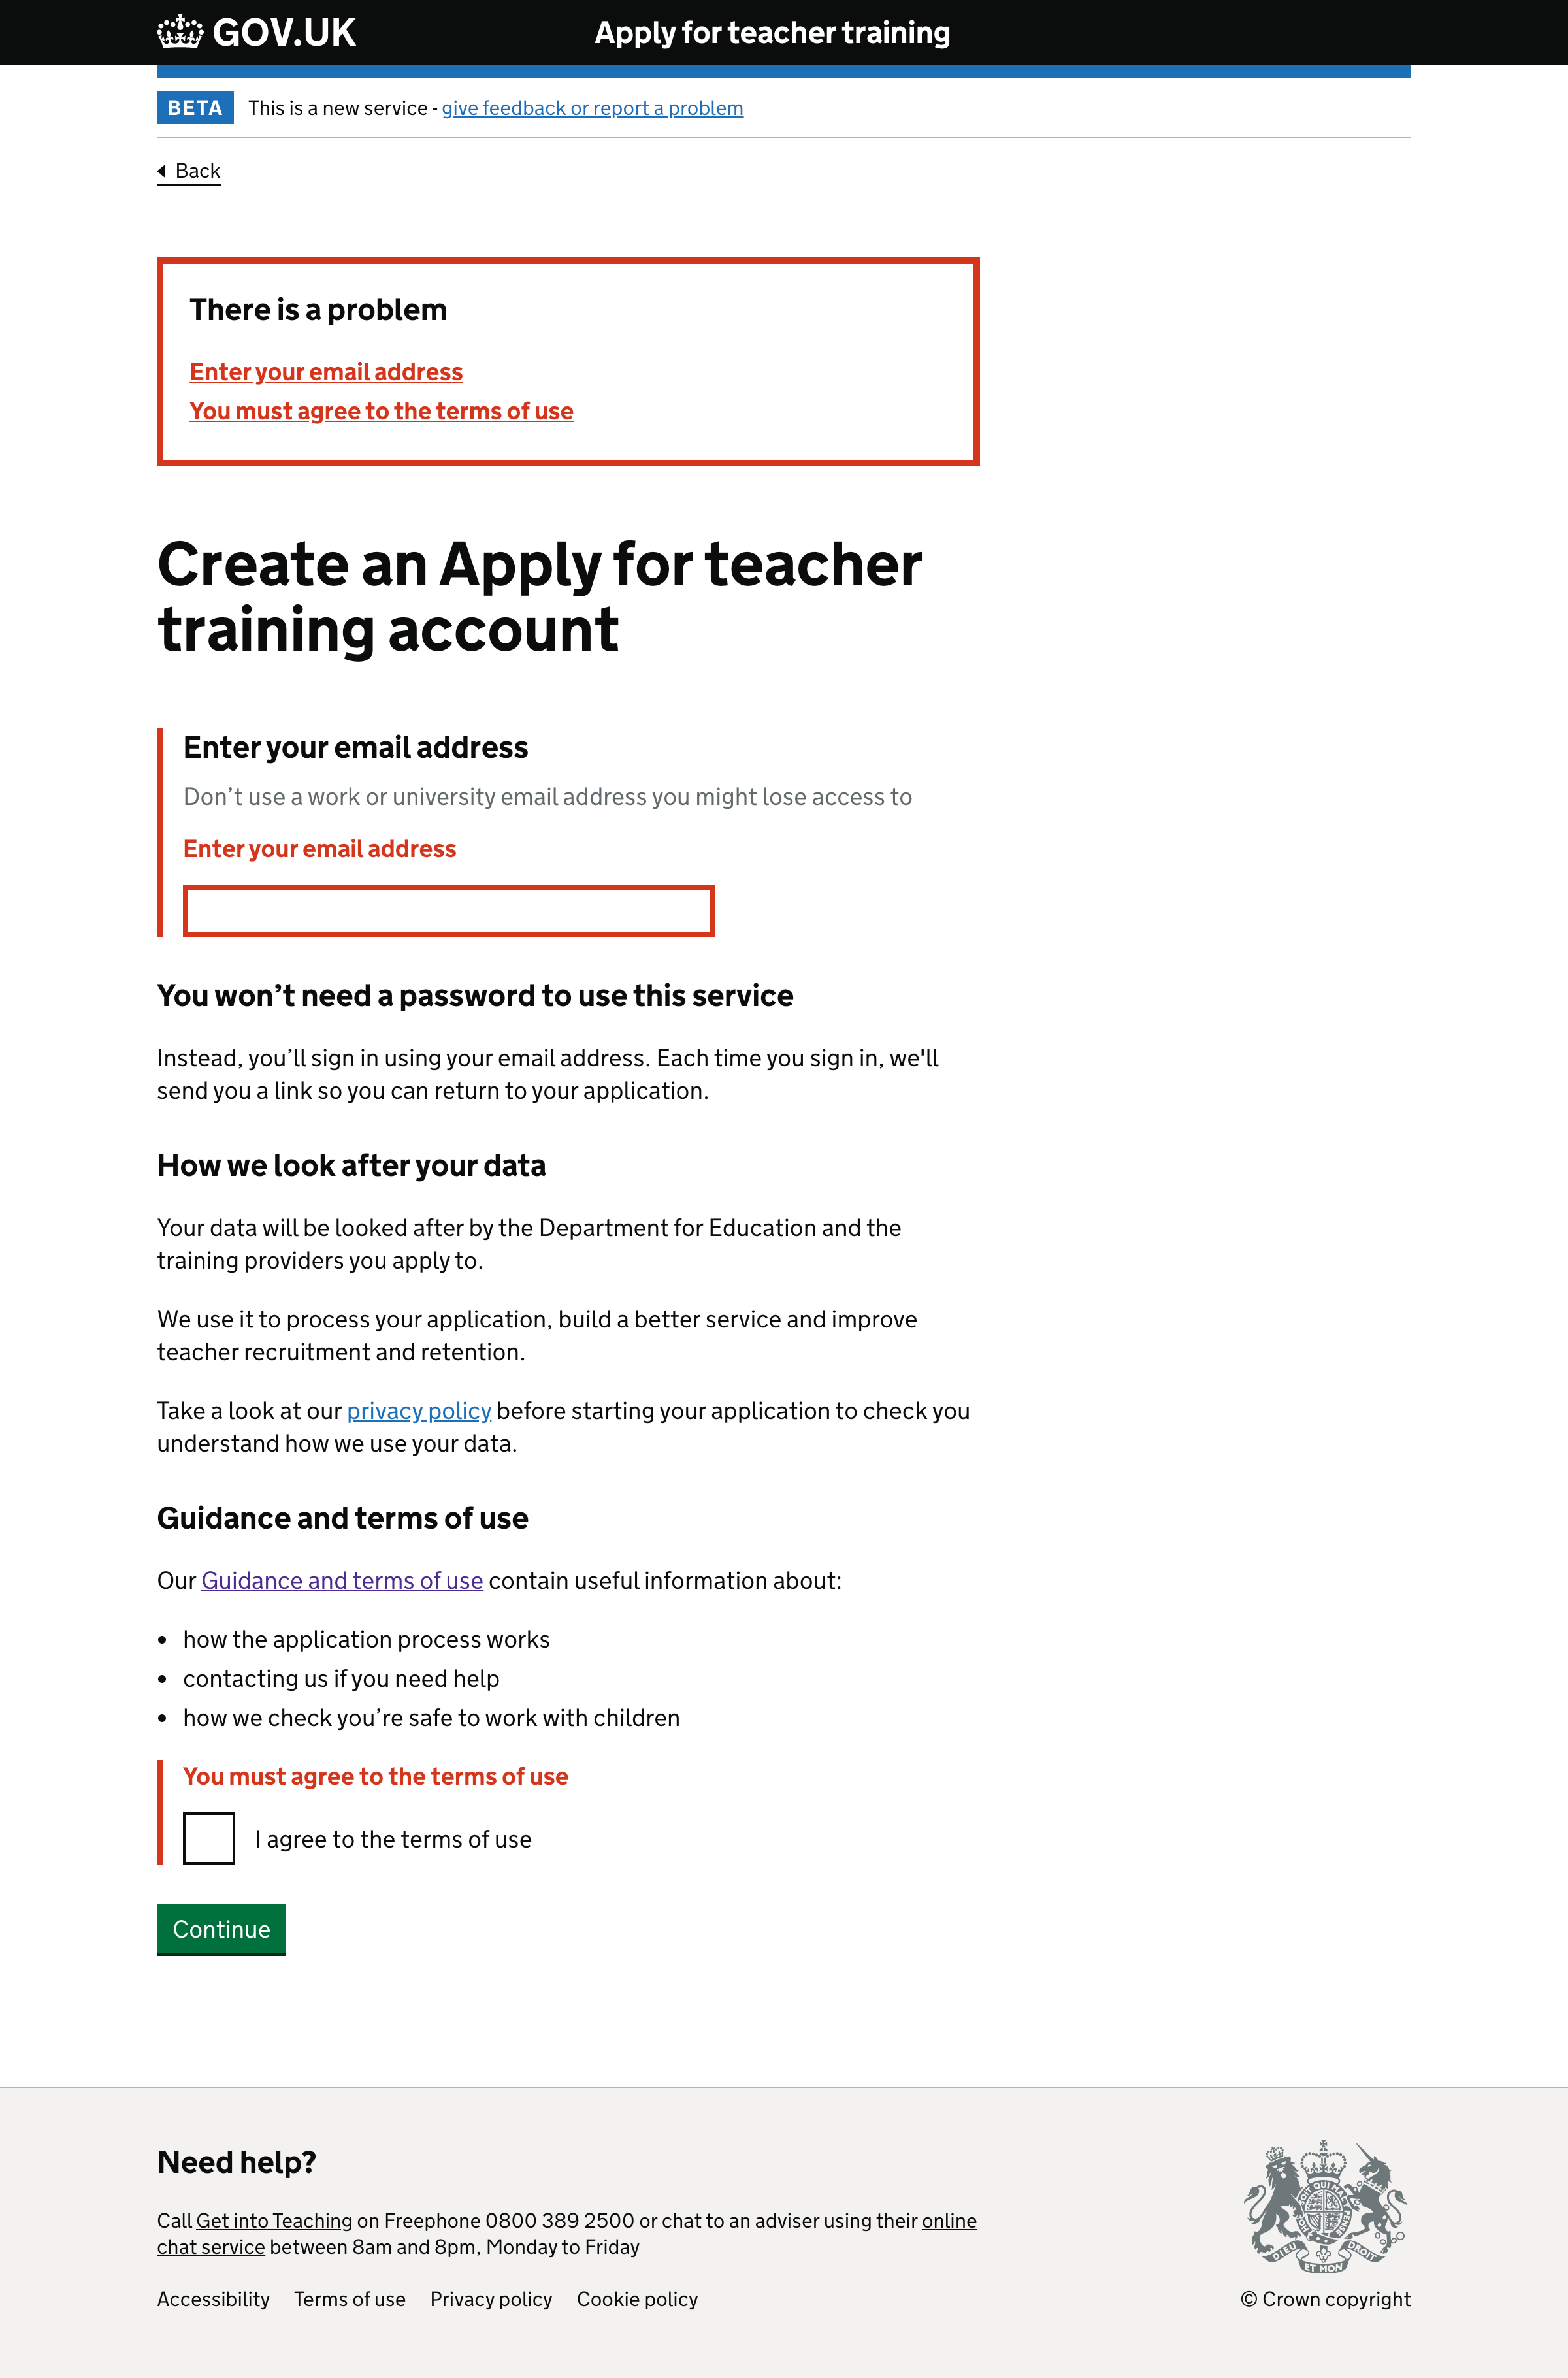 GOV.UK
Apply for teacher training
BETA
This is a new service - give feedback or report a problem
Back
There is a problem
Enter your email address
You must agree to the terms of use
Create an Apply for teacher
training account
Enter your email address
Don’t use a work or university email address you might lose access to
Enter your email address
You won’t need a password to use this service
Instead, you’ll sign in using your email address. Each time you sign in, we'll
send you a link so you can return to your application.
How we look after your data
Your data will be looked after by the Department for Education and the
training providers you apply to.
We use it to process your application, build a better service and improve
teacher recruitment and retention.
Take a look at our privacy policy before starting your application to check you
understand how we use your data.
Guidance and terms of use
Our Guidance and terms of use contain useful information about:
• how the application process works
• contacting us if you need help
• how we check you’re safe to work with children
You must agree to the terms of use
I agree to the terms of use
Continue
Need help?
Call Get into Teaching on Freephone 0800 389 2500 or chat to an adviser using their online
chat service between 8am and 8pm, Monday to Friday
Accessibility Terms of use Privacy policy Cookie policy
DIEU ET MON DROIT
© Crown copyright